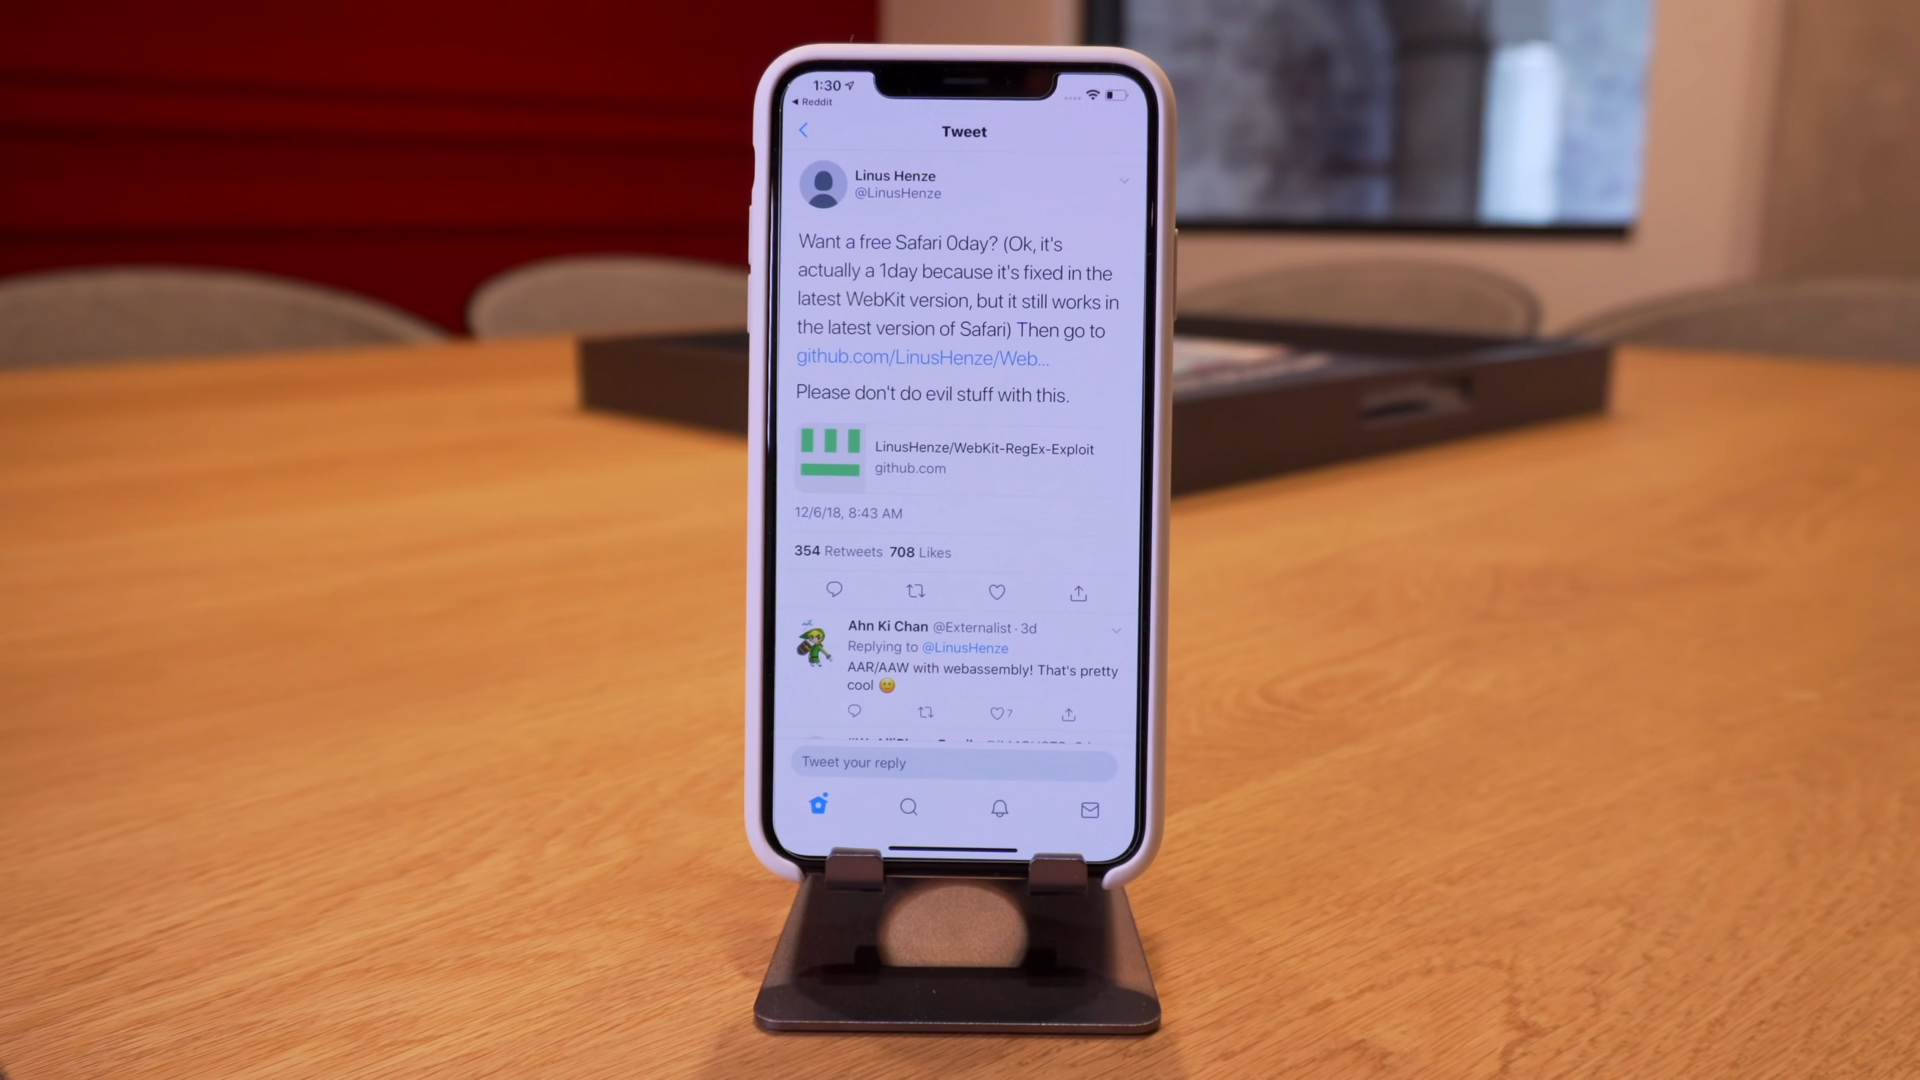 1:30
Reddit
Tweet
Linus Henze
@LinusHenze
Want a free Safari 0day? (Ok, it's
actually a 1day because it's fixed in the
latest WebKit version, but it still works in
the latest version of Safari) Then go to
github.com/LinusHenze/Web...
Please don't do evil stuff with this.
LinusHenze/WebKit-RegEx-Exploit
github.com
12/6/18, 8:43 AM
354 Retweets 708 Likes
Ahn Ki Chan @Externalist · 3d
Replying to @LinusHenze
AAR/AAW with webassembly! That's pretty
cool 🙂
7
Tweet your reply